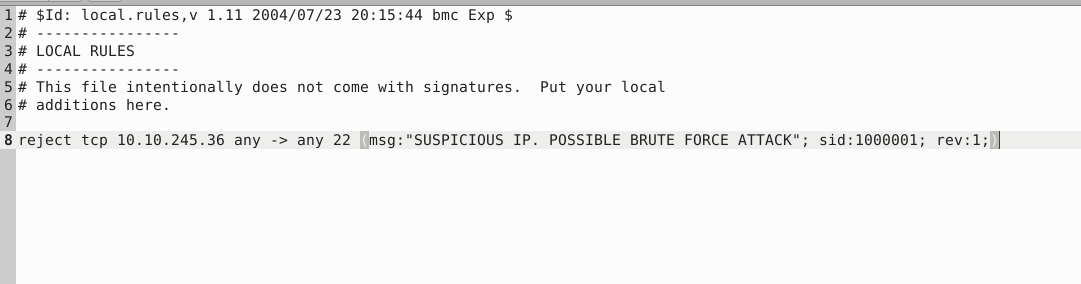 1 # $Id: local.rules,v 1.11 2004/07/23 20:15:44 bmc Exp $
2 # ----------------
3 # LOCAL RULES
4 # ----------------
5 # This file intentionally does not come with signatures.  Put your local
6 # additions here.
7
8 reject tcp 10.10.245.36 any -> any 22 (msg:"SUSPICIOUS IP. POSSIBLE BRUTE FORCE ATTACK"; sid:1000001; rev:1;)